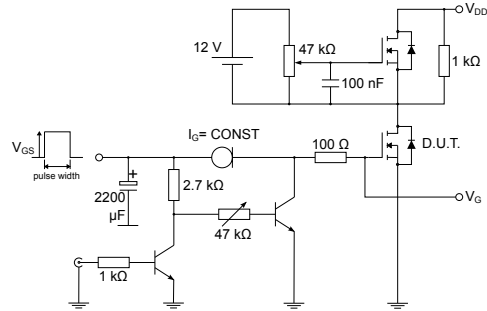 V_DD
12 V
47 kΩ
1 kΩ
100 nF
I_G= CONST
V_GS
pulse width
100 Ω
D.U.T.
+
2200
μF
2.7 kΩ
47 kΩ
V_G
1 kΩ